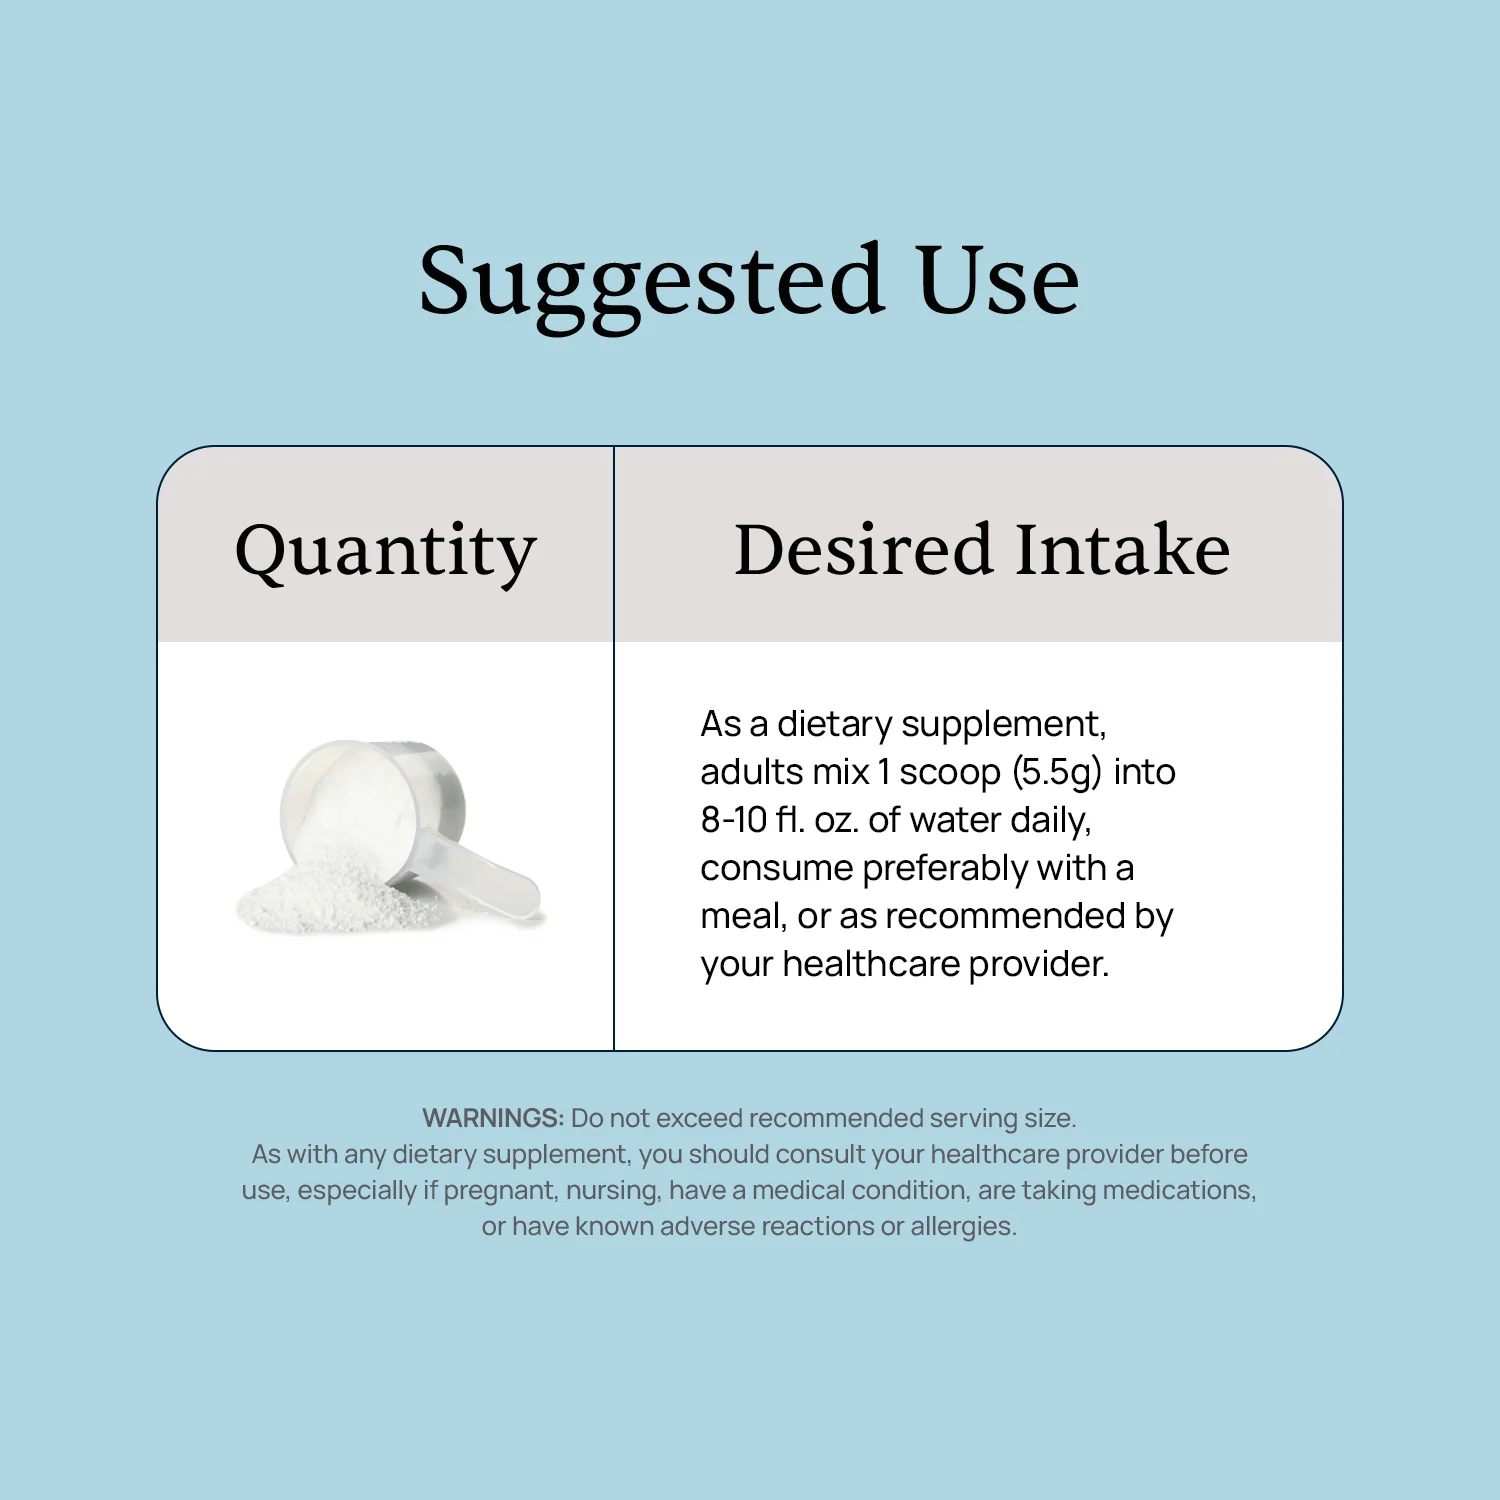 Suggested Use
Quantity
Desired Intake
As a dietary supplement,
adults mix 1 scoop (5.5g) into
8-10 fl. oz. of water daily,
consume preferably with a
meal, or as recommended by
your healthcare provider.
WARNINGS: Do not exceed recommended serving size.
As with any dietary supplement, you should consult your healthcare provider before
use, especially if pregnant, nursing, have a medical condition, are taking medications,
or have known adverse reactions or allergies.